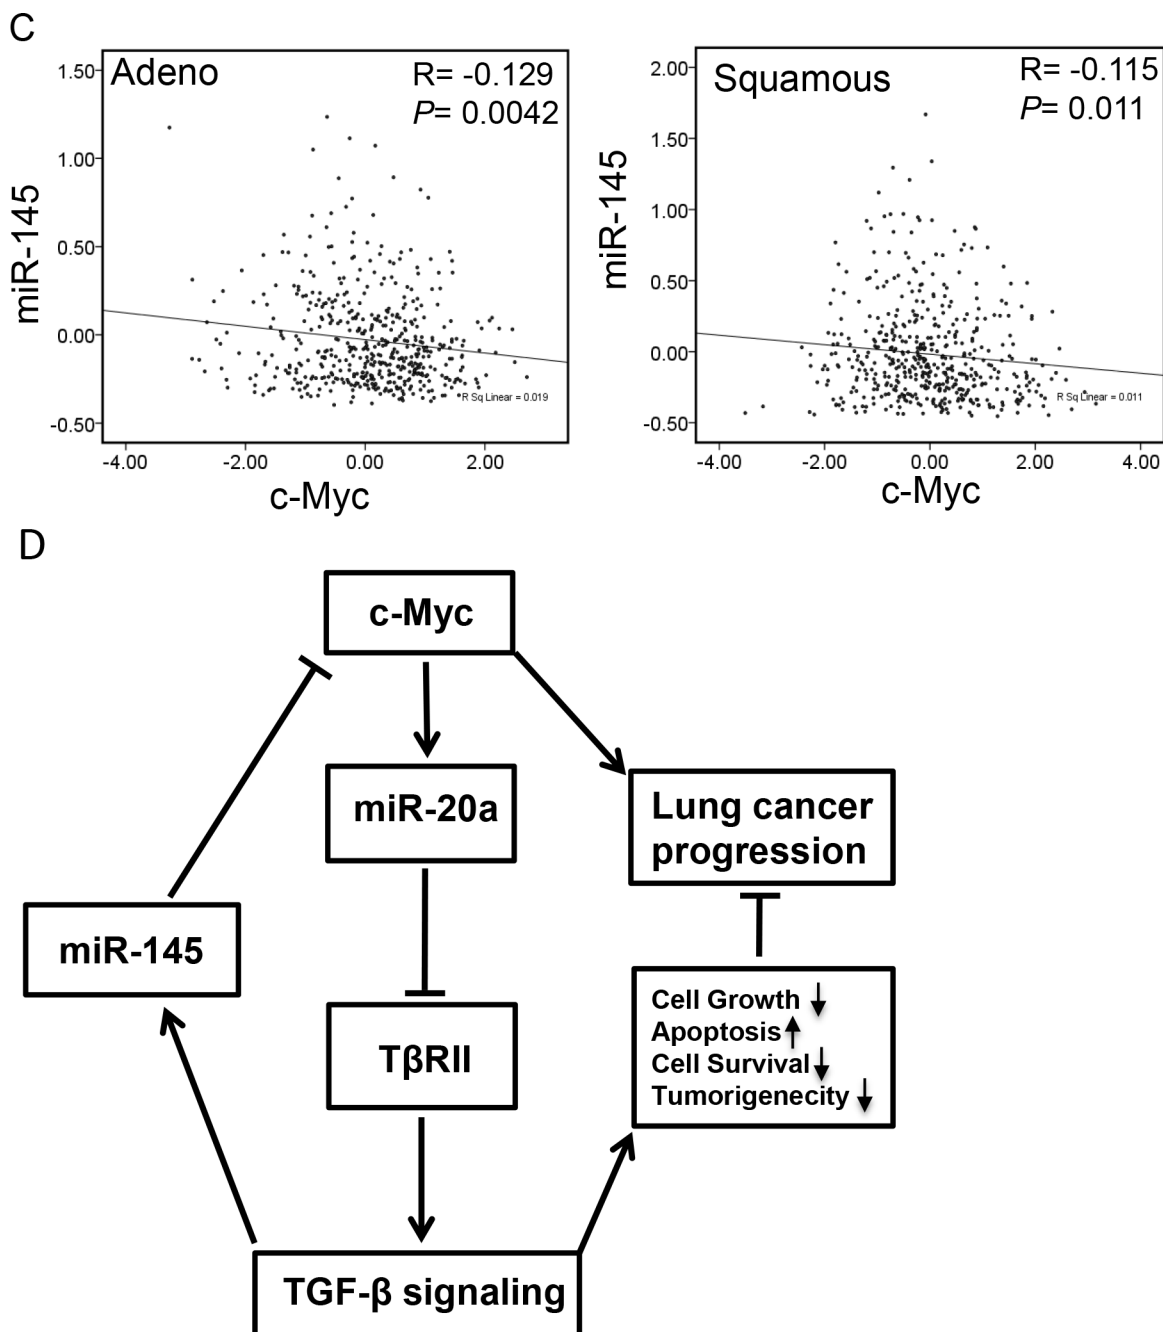 C
Adeno
R= -0.129
P= 0.0042
1.50
1.00
0.50
0.00
-0.50
miR-145
R Sq Linear = 0.019
-4.00 -2.00 0.00 2.00
c-Myc
Squamous
R= -0.115
P= 0.011
2.00
1.50
1.00
0.50
0.00
-0.50
miR-145
R Sq Linear = 0.011
-4.00 -2.00 0.00 2.00 4.00
c-Myc
D
c-Myc
miR-20a
Lung cancer
progression
miR-145
TβRII
Cell Growth
Apoptosis
Cell Survival
Tumorigenecity
TGF-β signaling